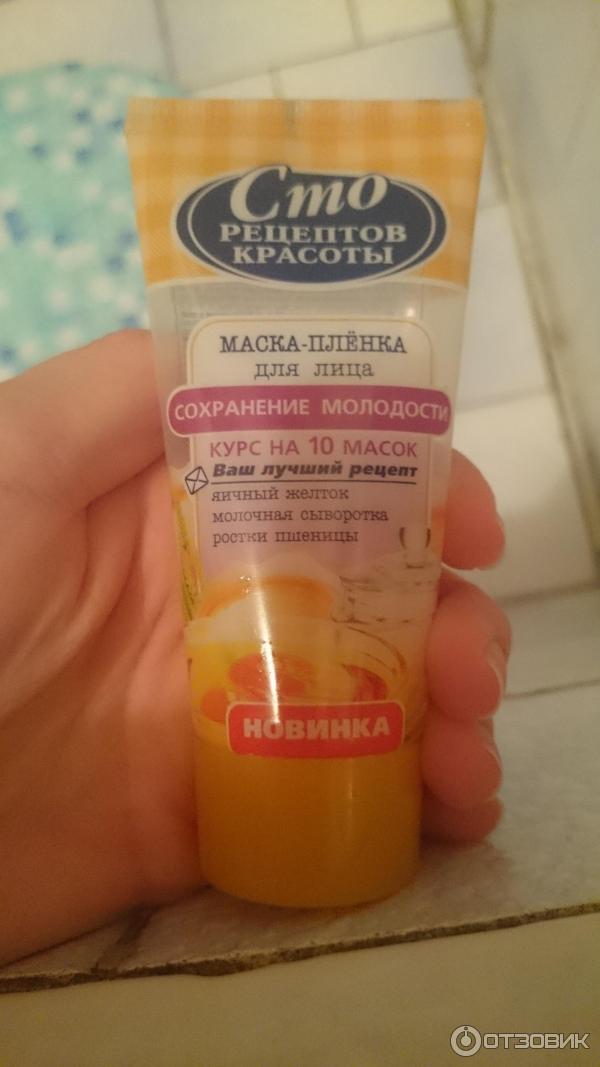 Сто
РЕЦЕПТОВ
КРАСОТЫ
МАСКА-ПЛЁНКА
для лица
СОХРАНЕНИЕ МОЛОДОСТИ
КУРС НА 10 МАСОК
Ваш лучший рецепт
яичный желток
молочная сыворотка
ростки пшеницы
НОВИНКА
ОТЗОВИК